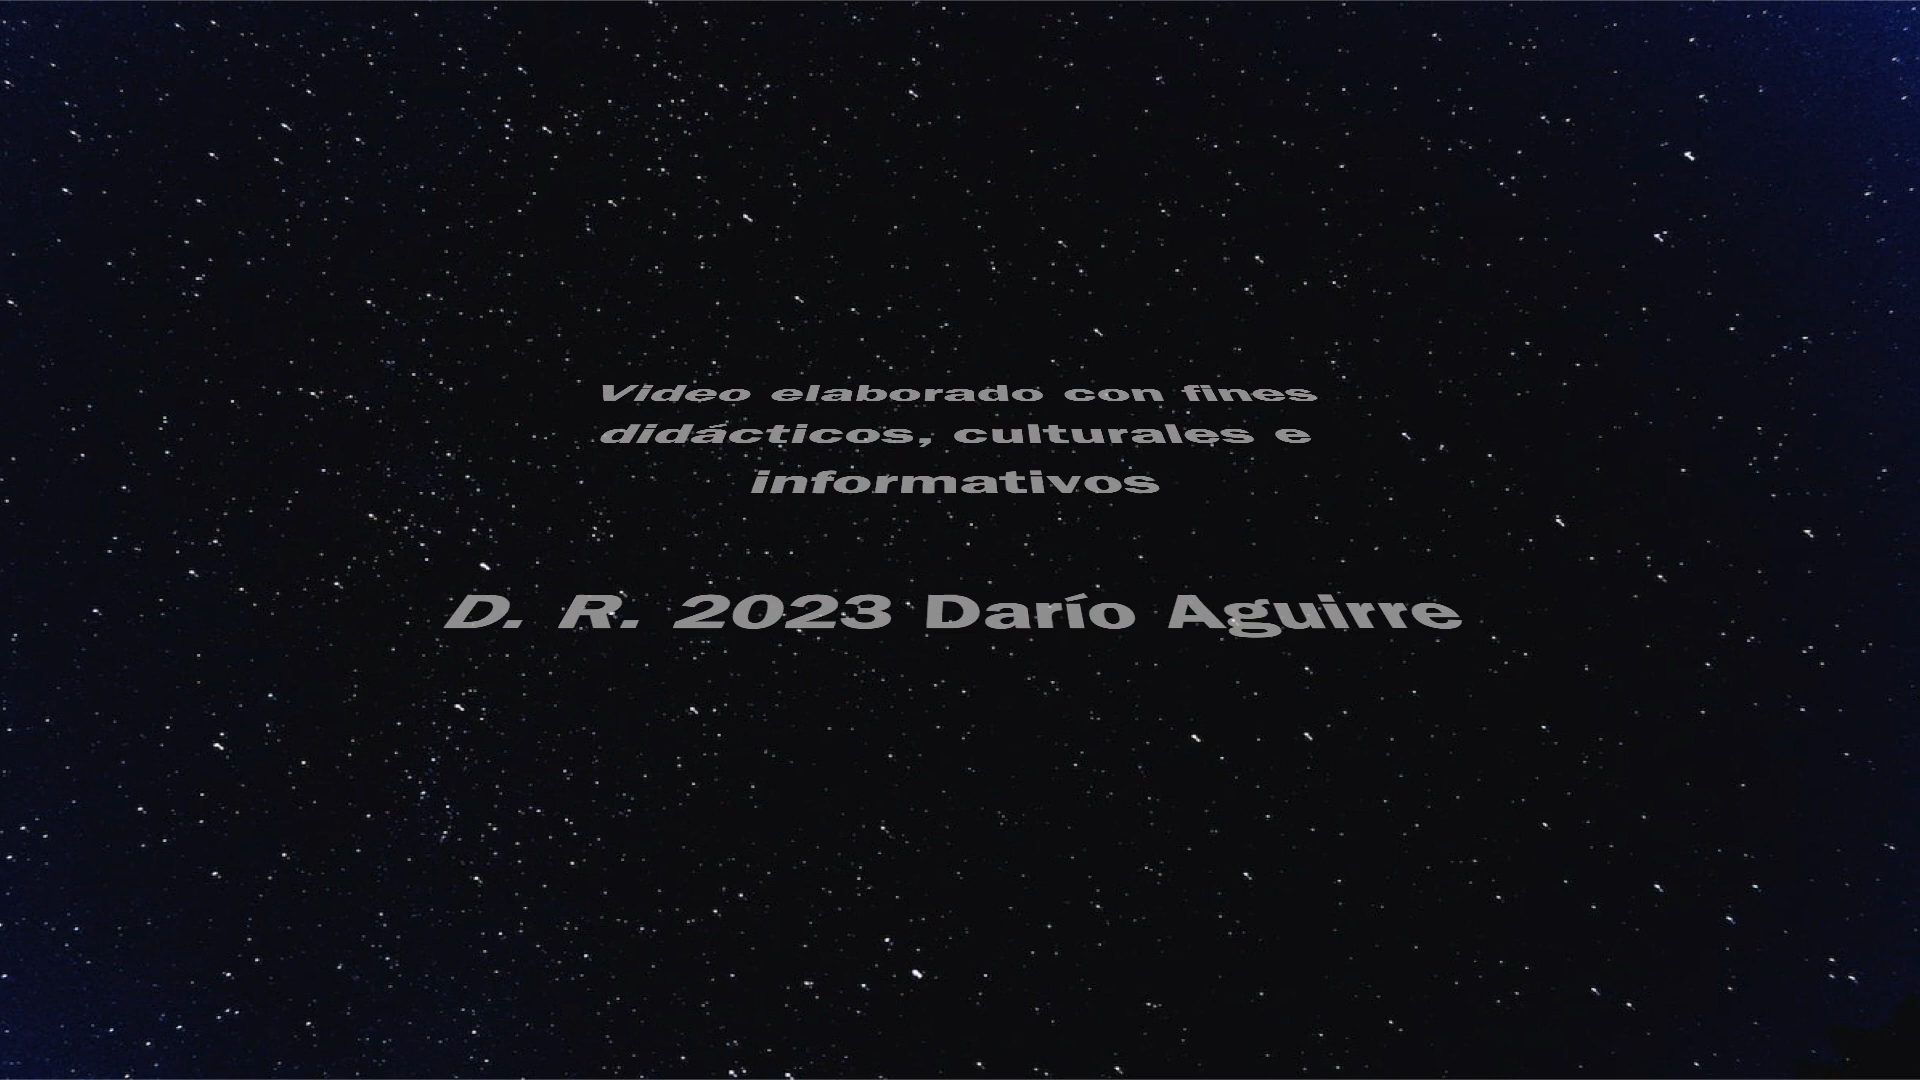 Video elaborado con fines
didácticos, culturales e
informativos
D. R. 2023 Darío Aguirre